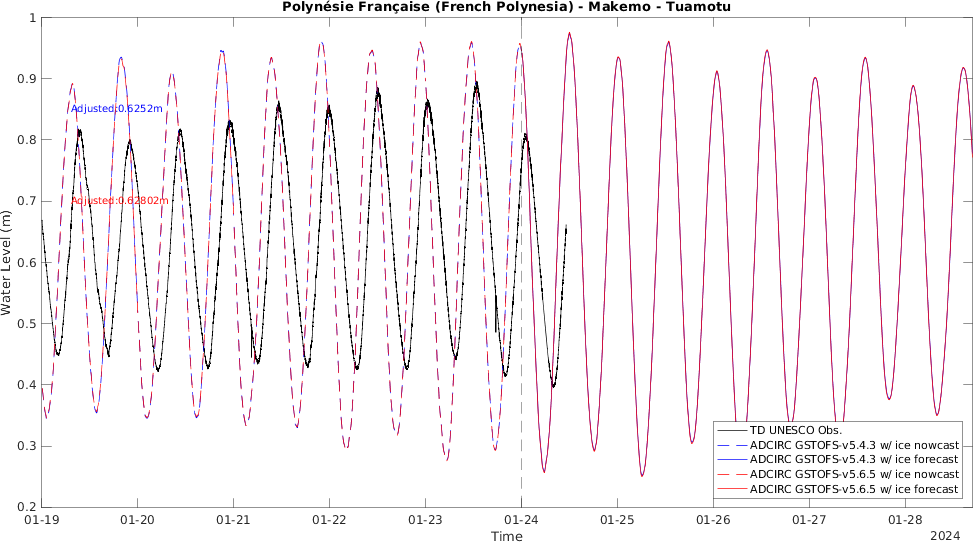 Polynésie Française (French Polynesia) - Makemo - Tuamotu
1
0.9
0.8
0.7
0.6
0.5
0.4
0.3
0.2
Water Level (m)
Adjusted:0.6252m
Adjusted:0.62802m
TD UNESCO Obs.
ADCIRC GSTOFS-v5.4.3 w/ ice nowcast
ADCIRC GSTOFS-v5.4.3 w/ ice forecast
ADCIRC GSTOFS-v5.6.5 w/ ice nowcast
ADCIRC GSTOFS-v5.6.5 w/ ice forecast
01-19 01-20 01-21 01-22 01-23 01-24 01-25 01-26 01-27 01-28
Time
2024